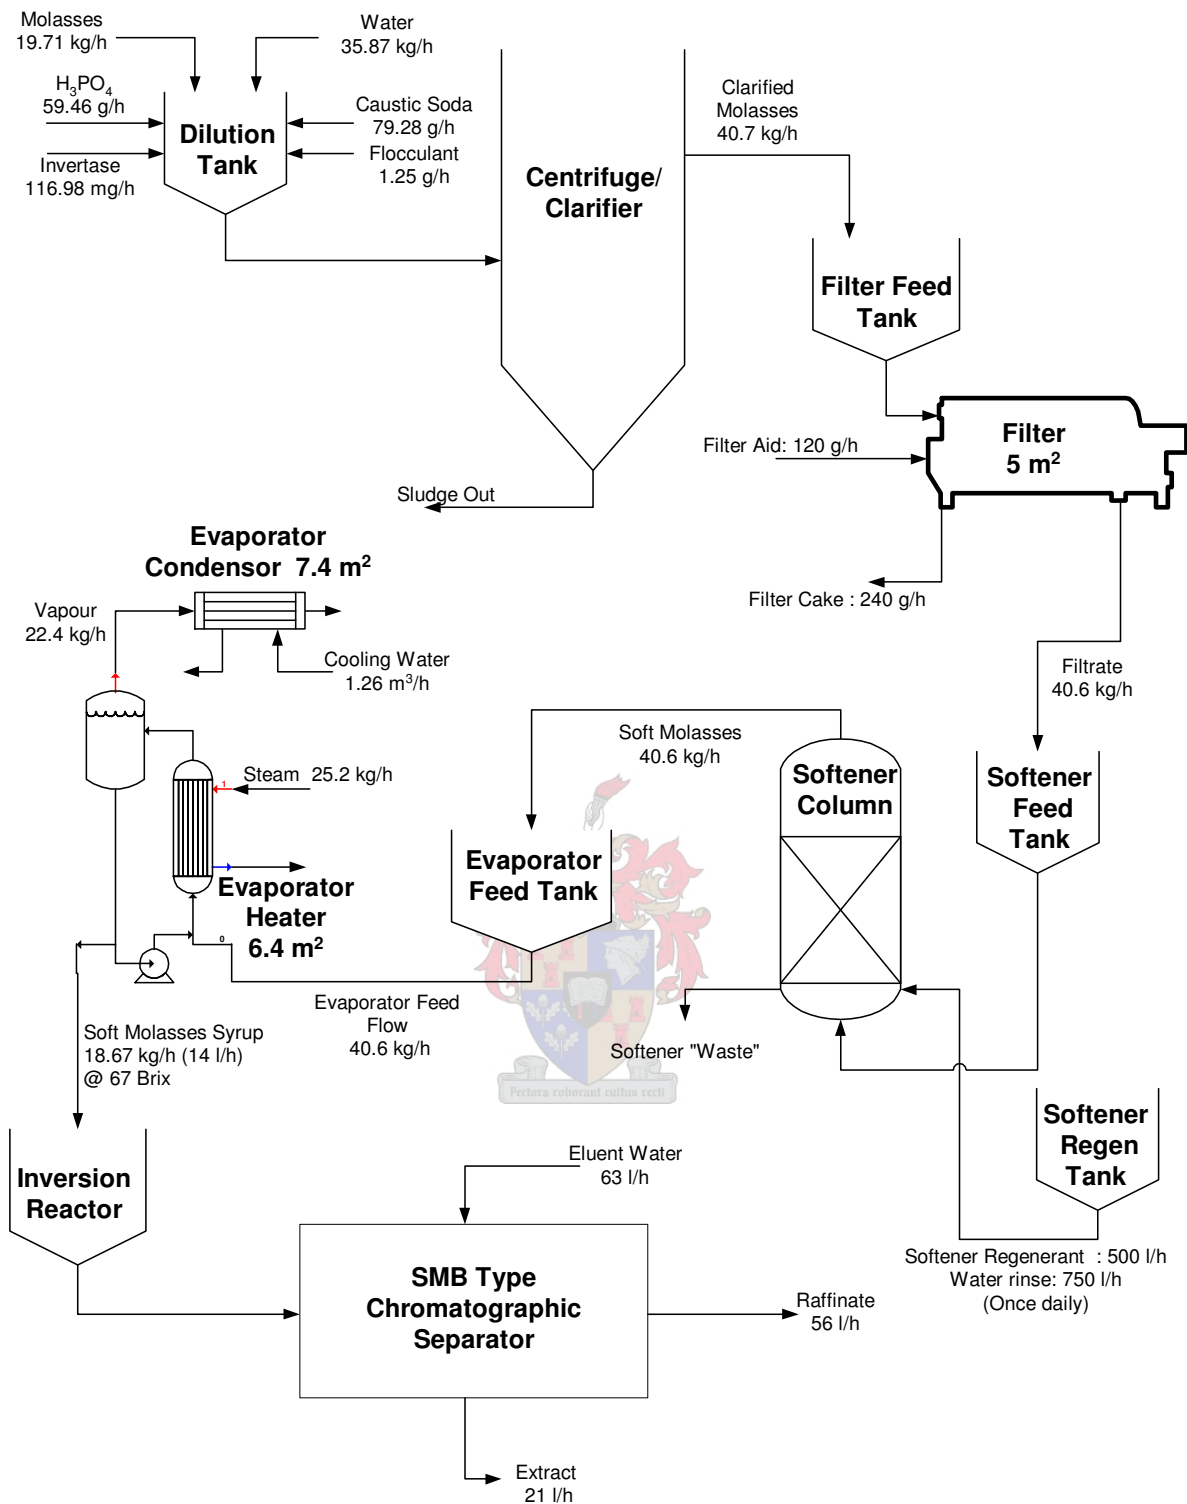 Molasses
19.71 kg/h
Water
35.87 kg/h
H₃PO₄
59.46 g/h
Caustic Soda
79.28 g/h
Dilution
Tank
Invertase
116.98 mg/h
Flocculant
1.25 g/h
Centrifuge/
Clarifier
Clarified
Molasses
40.7 kg/h
Filter Feed
Tank
Filter Aid: 120 g/h
Filter
5 m²
Sludge Out
Filter Cake : 240 g/h
Evaporator
Condensor 7.4 m²
Vapour
22.4 kg/h
Cooling Water
1.26 m³/h
Filtrate
40.6 kg/h
Soft Molasses
40.6 kg/h
Steam 25.2 kg/h
1
Softener
Column
Softener
Feed
Tank
Evaporator
Feed Tank
Evaporator
Heater
6.4 m²
0
Evaporator Feed
Flow
40.6 kg/h
Softener "Waste"
Soft Molasses Syrup
18.67 kg/h (14 l/h)
@ 67 Brix
Pectora roborant cultus recti
Softener
Regen
Tank
Inversion
Reactor
Eluent Water
63 l/h
Softener Regenerant : 500 l/h
Water rinse: 750 l/h
(Once daily)
SMB Type
Chromatographic
Separator
Raffinate
56 l/h
Extract
21 l/h